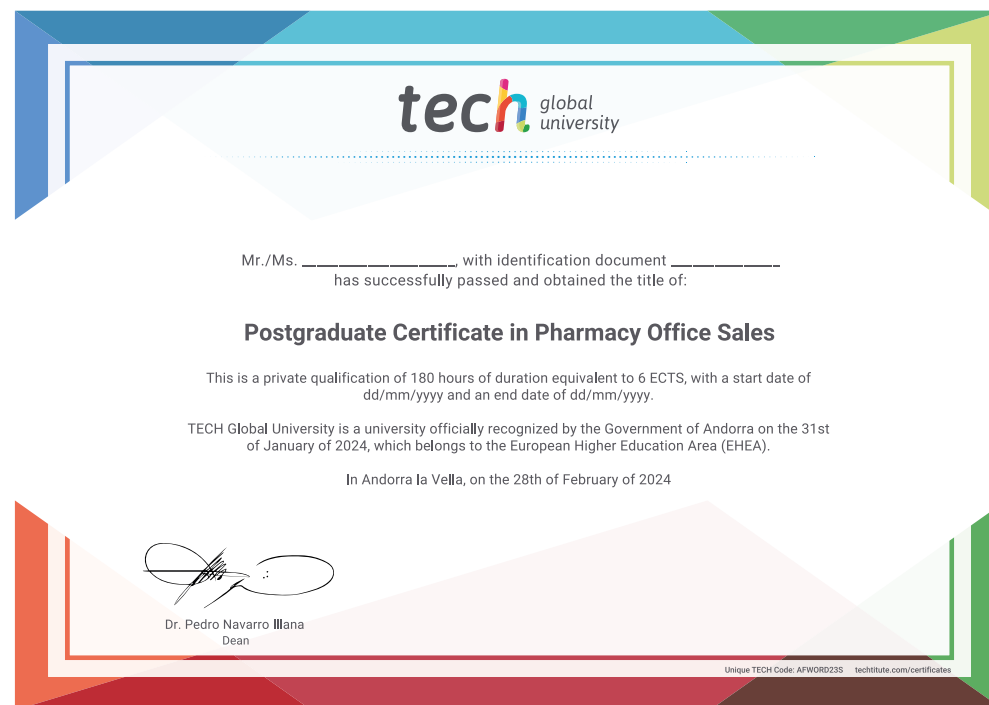 tech global university
Mr./Ms. ____________________, with identification document ______________
has successfully passed and obtained the title of:
Postgraduate Certificate in Pharmacy Office Sales
This is a private qualification of 180 hours of duration equivalent to 6 ECTS, with a start date of
dd/mm/yyyy and an end date of dd/mm/yyyy.
TECH Global University is a university officially recognized by the Government of Andorra on the 31st
of January of 2024, which belongs to the European Higher Education Area (EHEA).
In Andorra la Vella, on the 28th of February of 2024
Dr. Pedro Navarro Illana
Dean
Unique TECH Code: AFWORD23S techtitute.com/certificates